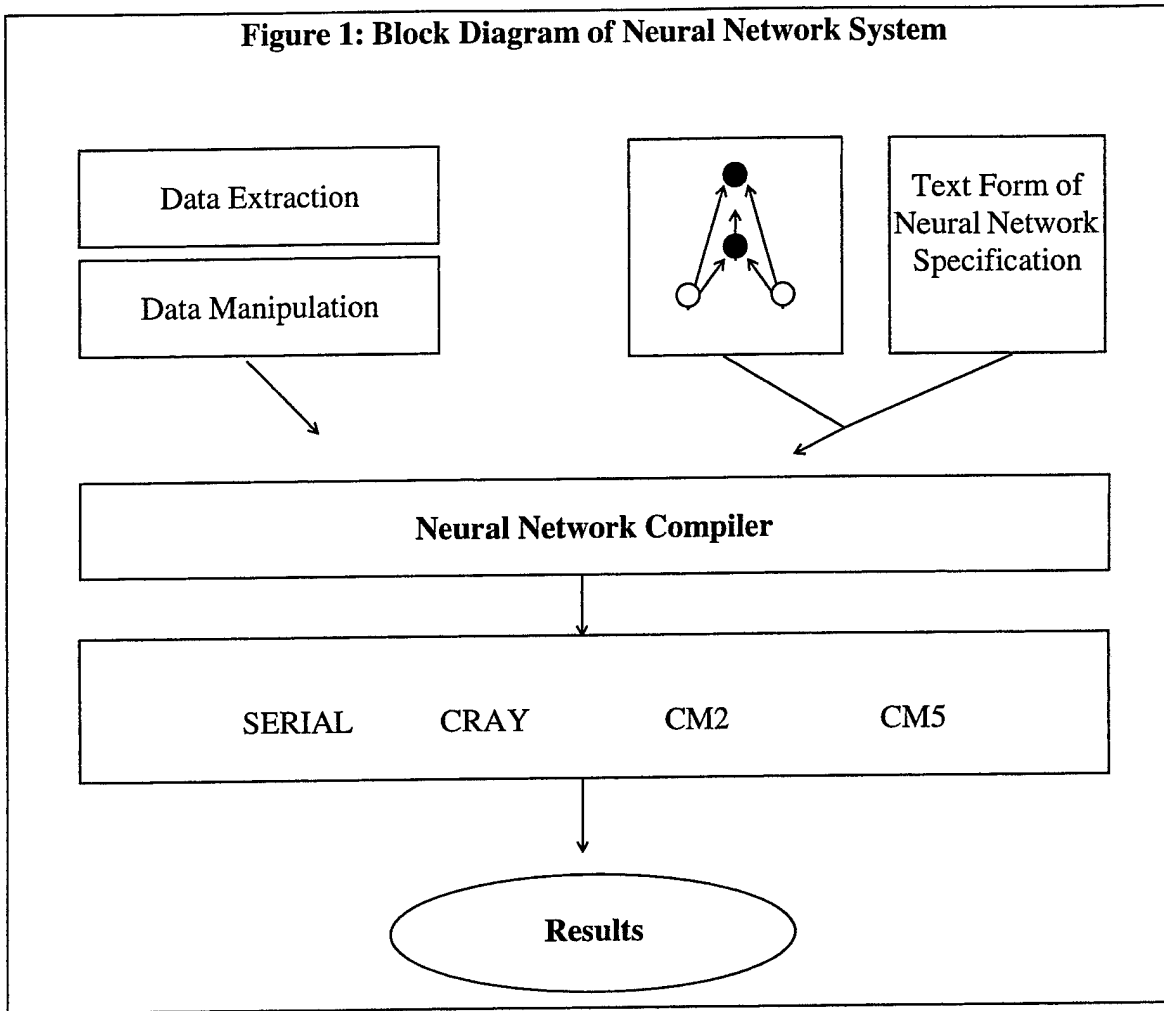 Figure 1: Block Diagram of Neural Network System
Data Extraction
Data Manipulation
Text Form of
Neural Network
Specification
Neural Network Compiler
SERIAL CRAY CM2 CM5
Results